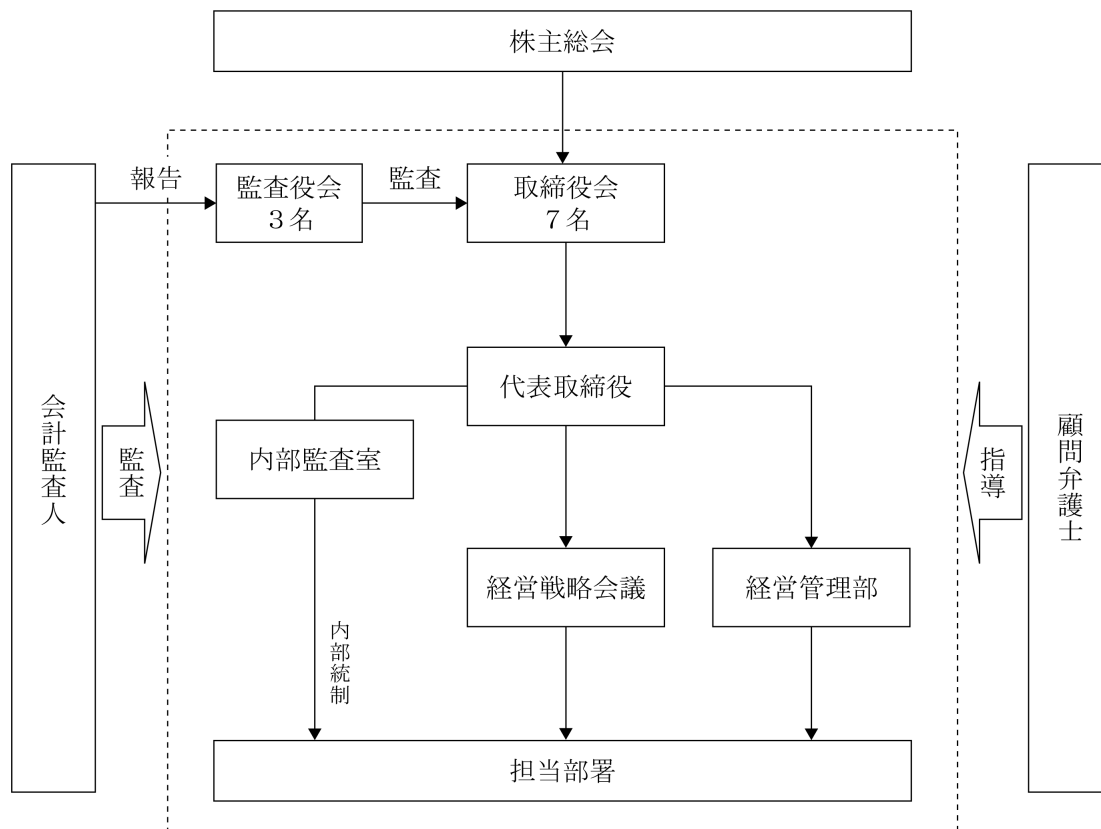 株主総会
報告
監査役会
３名
監査
取締役会
７名
代表取締役
会計監査人
監査
内部監査室
指導
顧問弁護士
経営戦略会議
経営管理部
内部統制
担当部署